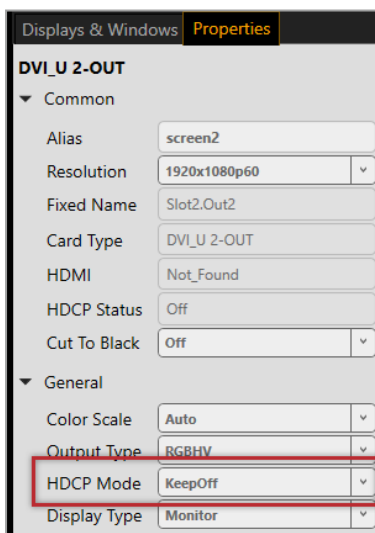 Displays & Windows Properties
DVI_U 2-OUT
Common
Alias screen2
Resolution 1920x1080p60
Fixed Name Slot2.Out2
Card Type DVI_U 2-OUT
HDMI Not_Found
HDCP Status Off
Cut To Black Off
General
Color Scale Auto
Output Type RGBHV
HDCP Mode KeepOff
Display Type Monitor